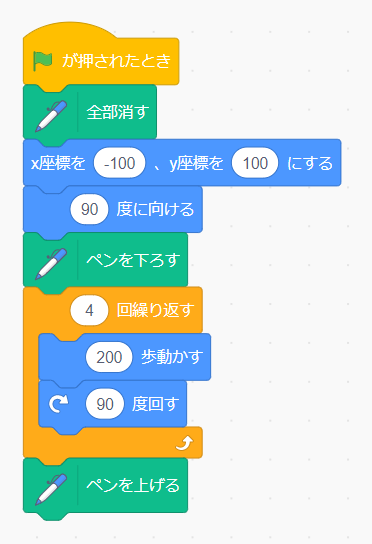 が押されたとき
全部消す
x座標を -100 、y座標を 100 にする
90 度に向ける
ペンを下ろす
4 回繰り返す
200 歩動かす
90 度回す
ペンを上げる